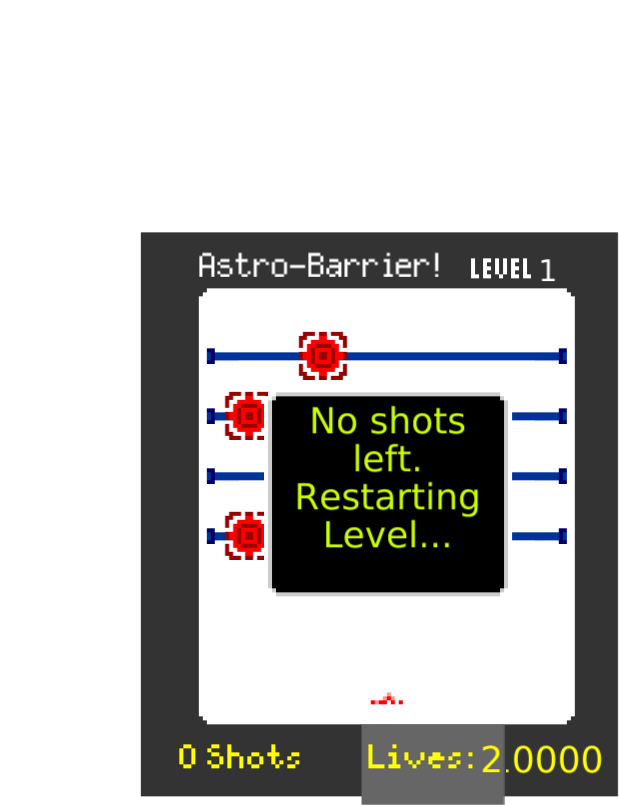 Astro-Barrier! LEVEL 1
No shots
left.
Restarting
Level...
0 Shots Lives: 2.0000